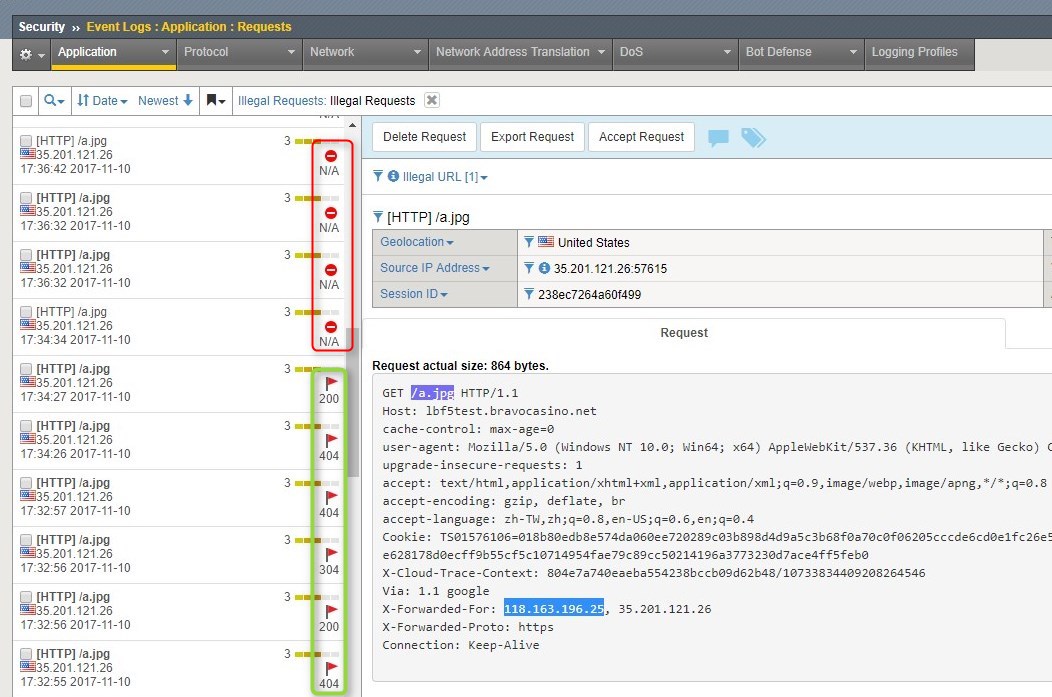 Security ›› Event Logs : Application : Requests
Application Protocol Network Network Address Translation DoS Bot Defense Logging Profiles
Date Newest Illegal Requests: Illegal Requests
N/A
[HTTP] /a.jpg 3
35.201.121.26
17:36:42 2017-11-10 N/A
[HTTP] /a.jpg 3
35.201.121.26
17:36:32 2017-11-10 N/A
[HTTP] /a.jpg 3
35.201.121.26
17:36:32 2017-11-10 N/A
[HTTP] /a.jpg 3
35.201.121.26
17:34:34 2017-11-10 N/A
[HTTP] /a.jpg 3
35.201.121.26
17:34:27 2017-11-10 200
[HTTP] /a.jpg 3
35.201.121.26
17:34:26 2017-11-10 404
[HTTP] /a.jpg 3
35.201.121.26
17:32:57 2017-11-10 404
[HTTP] /a.jpg 3
35.201.121.26
17:32:56 2017-11-10 304
[HTTP] /a.jpg 3
35.201.121.26
17:32:56 2017-11-10 200
[HTTP] /a.jpg 3
35.201.121.26
17:32:55 2017-11-10 404
Delete Request Export Request Accept Request
Illegal URL [1]
[HTTP] /a.jpg
Geolocation United States
Source IP Address 35.201.121.26:57615
Session ID 238ec7264a60f499
Request
Request actual size: 864 bytes.
GET /a.jpg HTTP/1.1
Host: lbf5test.bravocasino.net
cache-control: max-age=0
user-agent: Mozilla/5.0 (Windows NT 10.0; Win64; x64) AppleWebKit/537.36 (KHTML, like Gecko) C
upgrade-insecure-requests: 1
accept: text/html,application/xhtml+xml,application/xml;q=0.9,image/webp,image/apng,*/*;q=0.8
accept-encoding: gzip, deflate, br
accept-language: zh-TW,zh;q=0.8,en-US;q=0.6,en;q=0.4
Cookie: TS01576106=018b80edb8e574da060ee720289c03b898d4d9a5c3b68f0a70c0f06205cccde6cd0e1fc26e5
e628178d0ecff9b55cf5c10714954fae79c89cc50214196a3773230d7ace4ff5feb0
X-Cloud-Trace-Context: 804e7a740eaeba554238bccb09d62b48/10733834409208264546
Via: 1.1 google
X-Forwarded-For: 118.163.196.25, 35.201.121.26
X-Forwarded-Proto: https
Connection: Keep-Alive